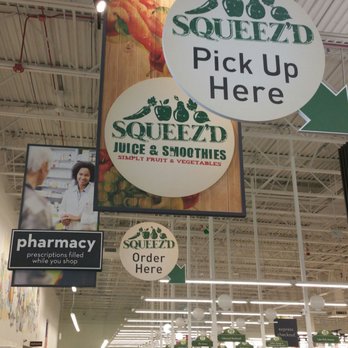 SQUEEZ'D
Pick Up
Here
SQUEEZ'D
JUICE & SMOOTHIES
SIMPLY FRUIT & VEGETABLES
pharmacy
prescriptions filled
while you shop
SQUEEZ'D
Order
Here
express